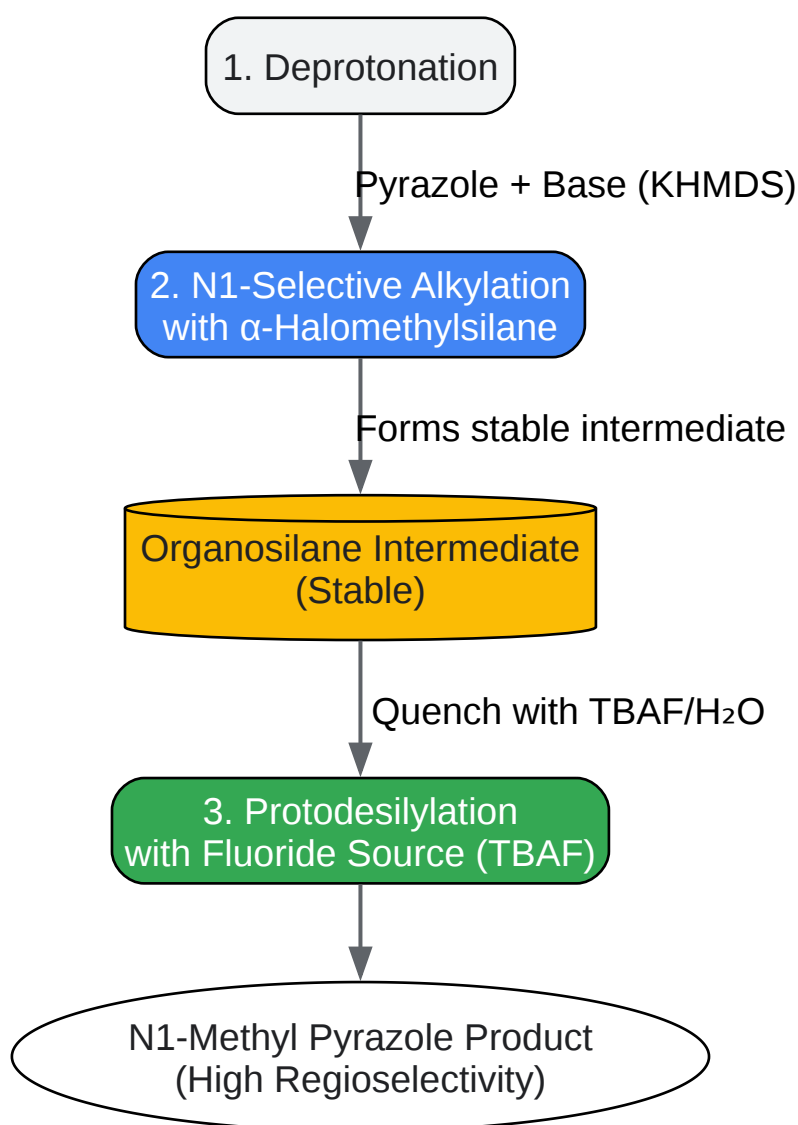 1. Deprotonation
Pyrazole + Base (KHMDS)
2. N1-Selective Alkylation
with α-Halomethylsilane
Forms stable intermediate
Organosilane Intermediate
(Stable)
Quench with TBAF/H₂O
3. Protodesilylation
with Fluoride Source (TBAF)
N1-Methyl Pyrazole Product
(High Regioselectivity)